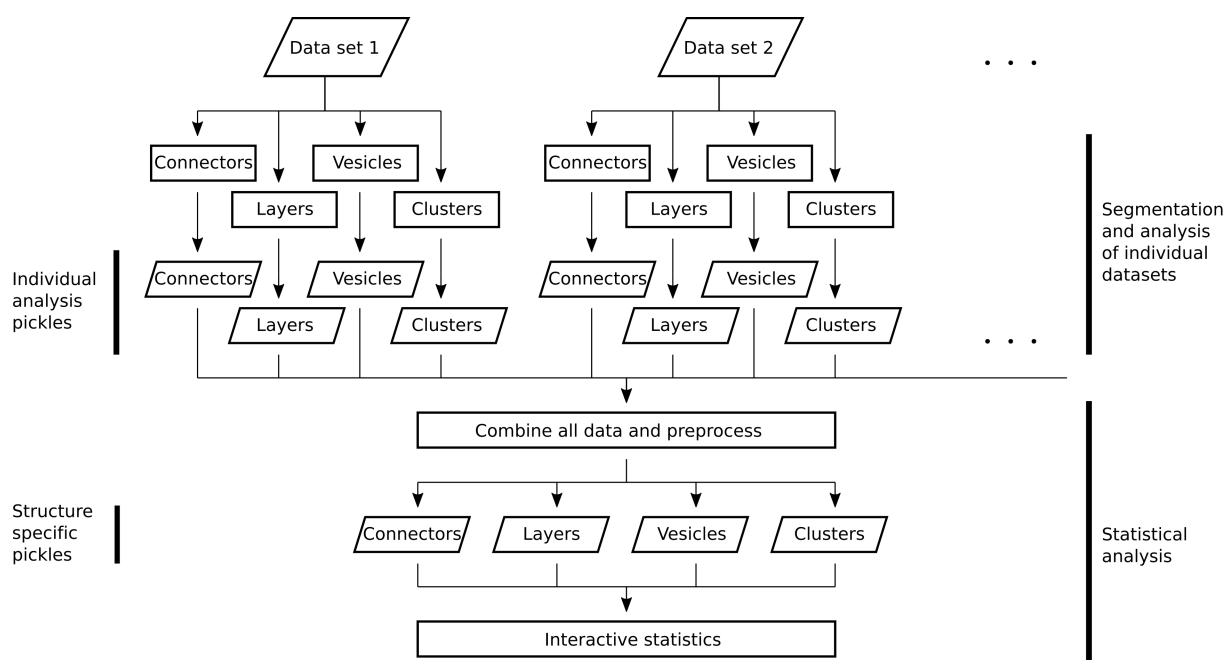 Data set 1
Data set 2
. . .
Connectors
Vesicles
Connectors
Vesicles
Layers
Clusters
Layers
Clusters
Segmentation
and analysis
of individual
datasets
Individual
analysis
pickles
Connectors
Vesicles
Connectors
Vesicles
Layers
Clusters
Layers
Clusters
. . .
Combine all data and preprocess
Structure
specific
pickles
Connectors
Layers
Vesicles
Clusters
Statistical
analysis
Interactive statistics